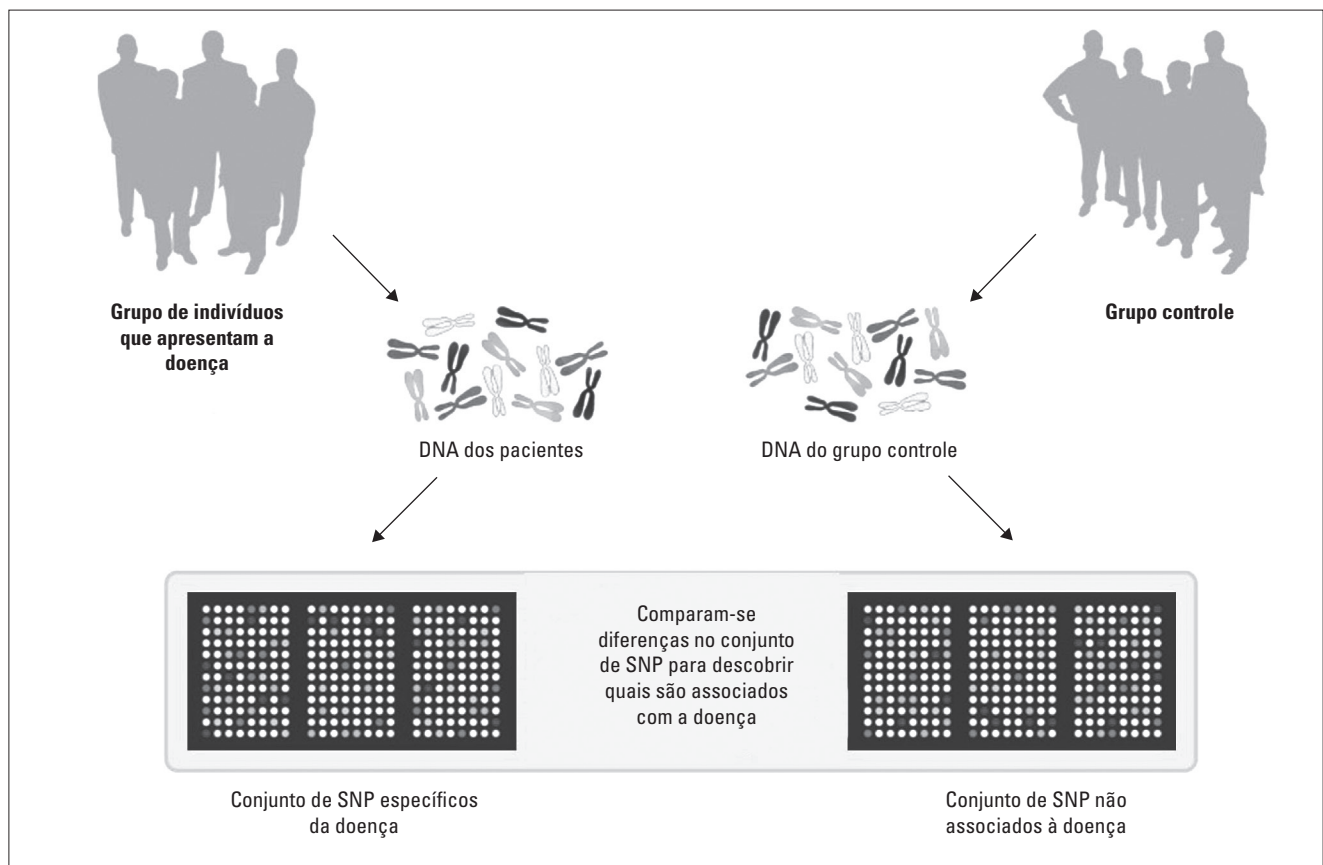 Grupo de indivíduos
que apresentam a
doença
Grupo controle
DNA dos pacientes
DNA do grupo controle
Comparam-se
diferenças no conjunto
de SNP para descobrir
quais são associados
com a doença
Conjunto de SNP específicos
da doença
Conjunto de SNP não
associados à doença